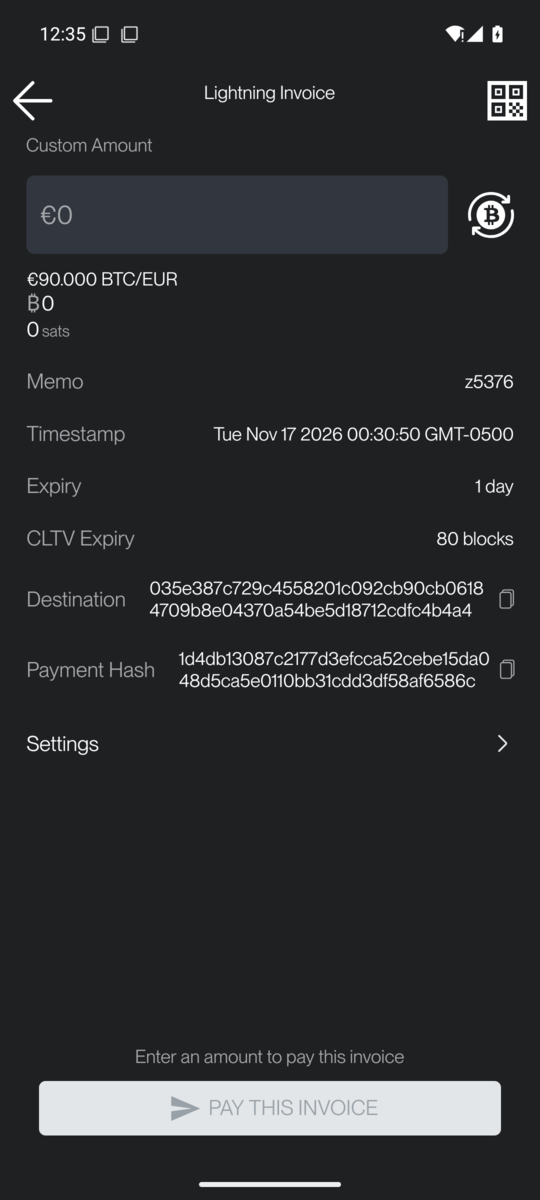 12:35
Lightning Invoice
Custom Amount
€0
€90.000 BTC/EUR
₿0
0 sats
Memo z5376
Timestamp Tue Nov 17 2026 00:30:50 GMT-0500
Expiry 1 day
CLTV Expiry 80 blocks
Destination 035e387c729c4558201c092cb90cb0618
4709b8e04370a54be5d18712cdfc4b4a4
Payment Hash 1d4db13087c2177d3efcca52cebe15da0
48d5ca5e0110bb31cdd3df58af6586c
Settings
Enter an amount to pay this invoice
PAY THIS INVOICE